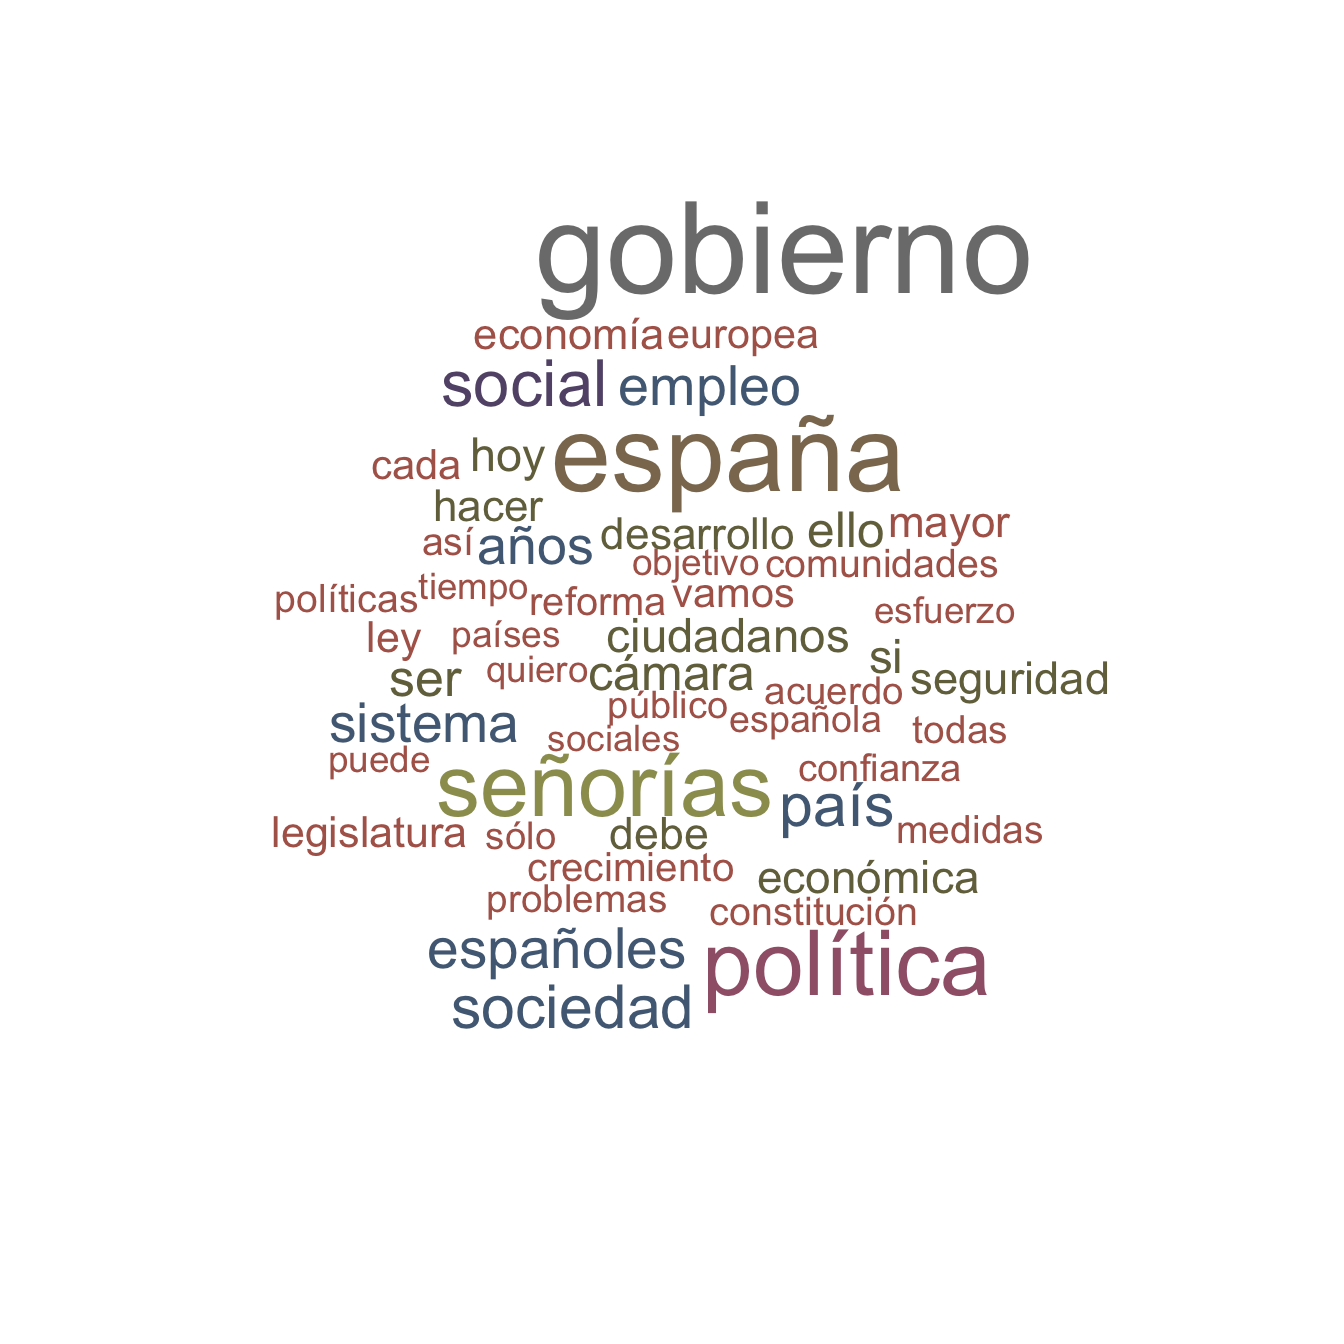 gobierno
economía europea
social empleo
españa
cada hoy
hacer
desarrollo ello mayor
así años
objetivo comunidades
políticas tiempo reforma vamos esfuerzo
ley países ciudadanos si
ser quiero cámara acuerdo seguridad
público española todas
sistema sociales
puede señorías confianza
país
legislatura sólo debe medidas
crecimiento económica
problemas constitución
españoles política
sociedad